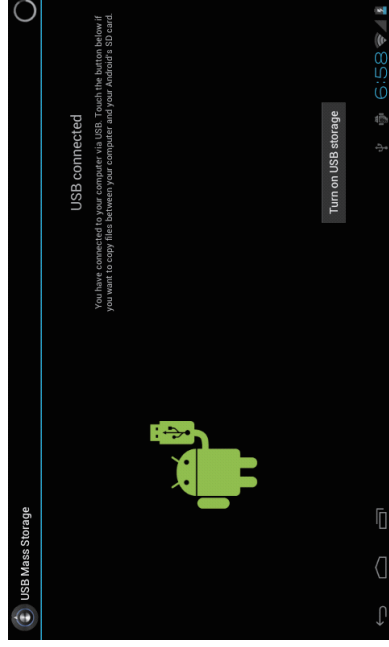 USB Mass Storage
USB connected
You have connected to your computer via USB. Touch the button below if
you want to copy files between your computer and your Android's SD card.
Turn on USB storage
6:58